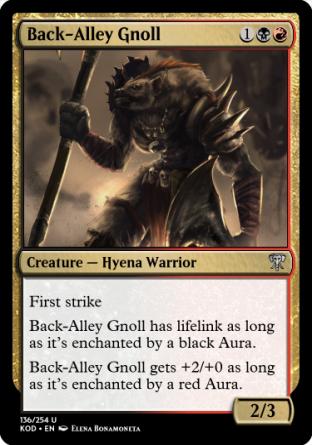 Back-Alley Gnoll 1
Creature — Hyena Warrior
First strike
Back-Alley Gnoll has lifelink as long
as it's enchanted by a black Aura.
Back-Alley Gnoll gets +2/+0 as long
as it's enchanted by a red Aura.
136/254 U
KOD • EN Elena Bonamoneta
2/3